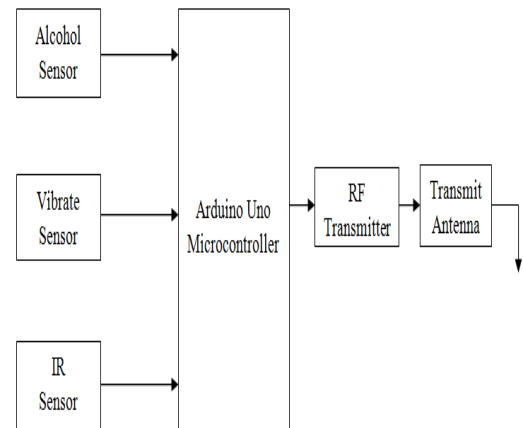 Alcohol
Sensor
Vibrate
Sensor
IR
Sensor
Arduino Uno
Microcontroller
RF
Transmitter
Transmit
Antenna